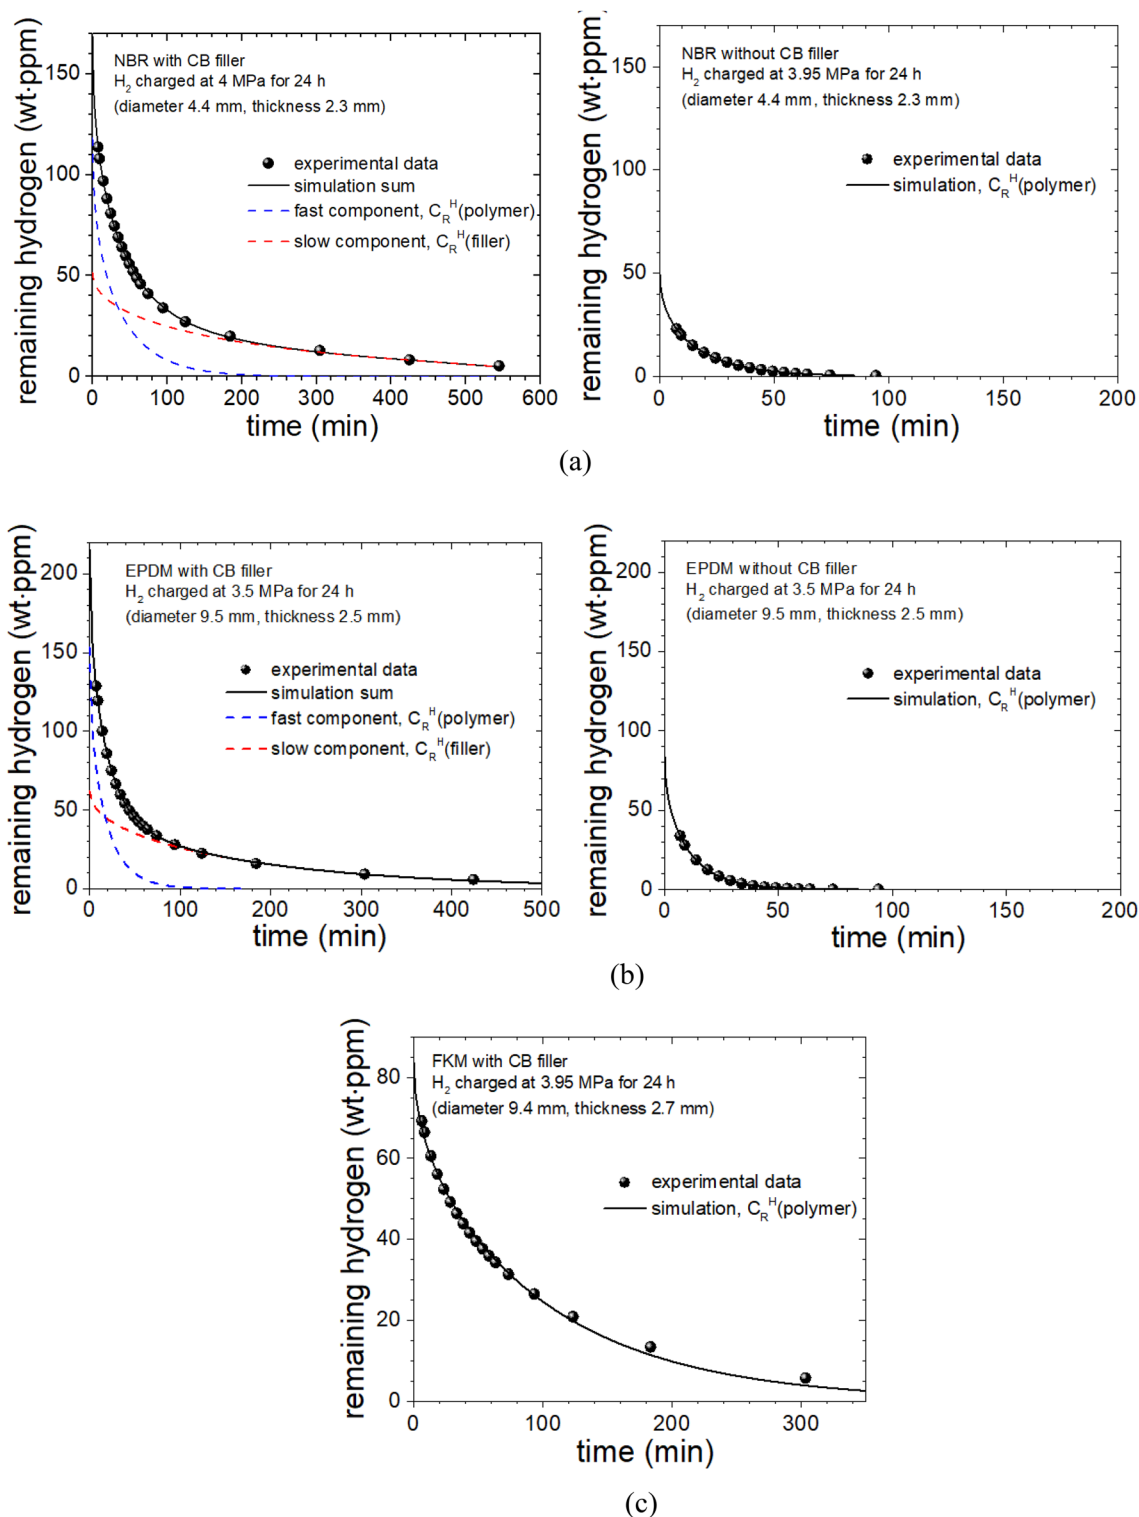 remaining hydrogen (wt·ppm)
150
100
50
0
NBR with CB filler
H₂ charged at 4 MPa for 24 h
(diameter 4.4 mm, thickness 2.3 mm)
experimental data
simulation sum
fast component, C_R^H(polymer)
slow component, C_R^H(filler)
0 100 200 300 400 500 600
time (min)
remaining hydrogen (wt·ppm)
150
100
50
0
NBR without CB filler
H₂ charged at 3.95 MPa for 24 h
(diameter 4.4 mm, thickness 2.3 mm)
experimental data
simulation, C_R^H(polymer)
0 50 100 150 200
time (min)
(a)
remaining hydrogen (wt·ppm)
200
150
100
50
0
EPDM with CB filler
H₂ charged at 3.5 MPa for 24 h
(diameter 9.5 mm, thickness 2.5 mm)
experimental data
simulation sum
fast component, C_R^H(polymer)
slow component, C_R^H(filler)
0 100 200 300 400 500
time (min)
remaining hydrogen (wt·ppm)
200
150
100
50
0
EPDM without CB filler
H₂ charged at 3.5 MPa for 24 h
(diameter 9.5 mm, thickness 2.5 mm)
experimental data
simulation, C_R^H(polymer)
0 50 100 150 200
time (min)
(b)
remaining hydrogen (wt·ppm)
80
60
40
20
0
FKM with CB filler
H₂ charged at 3.95 MPa for 24 h
(diameter 9.4 mm, thickness 2.7 mm)
experimental data
simulation, C_R^H(polymer)
0 100 200 300
time (min)
(c)